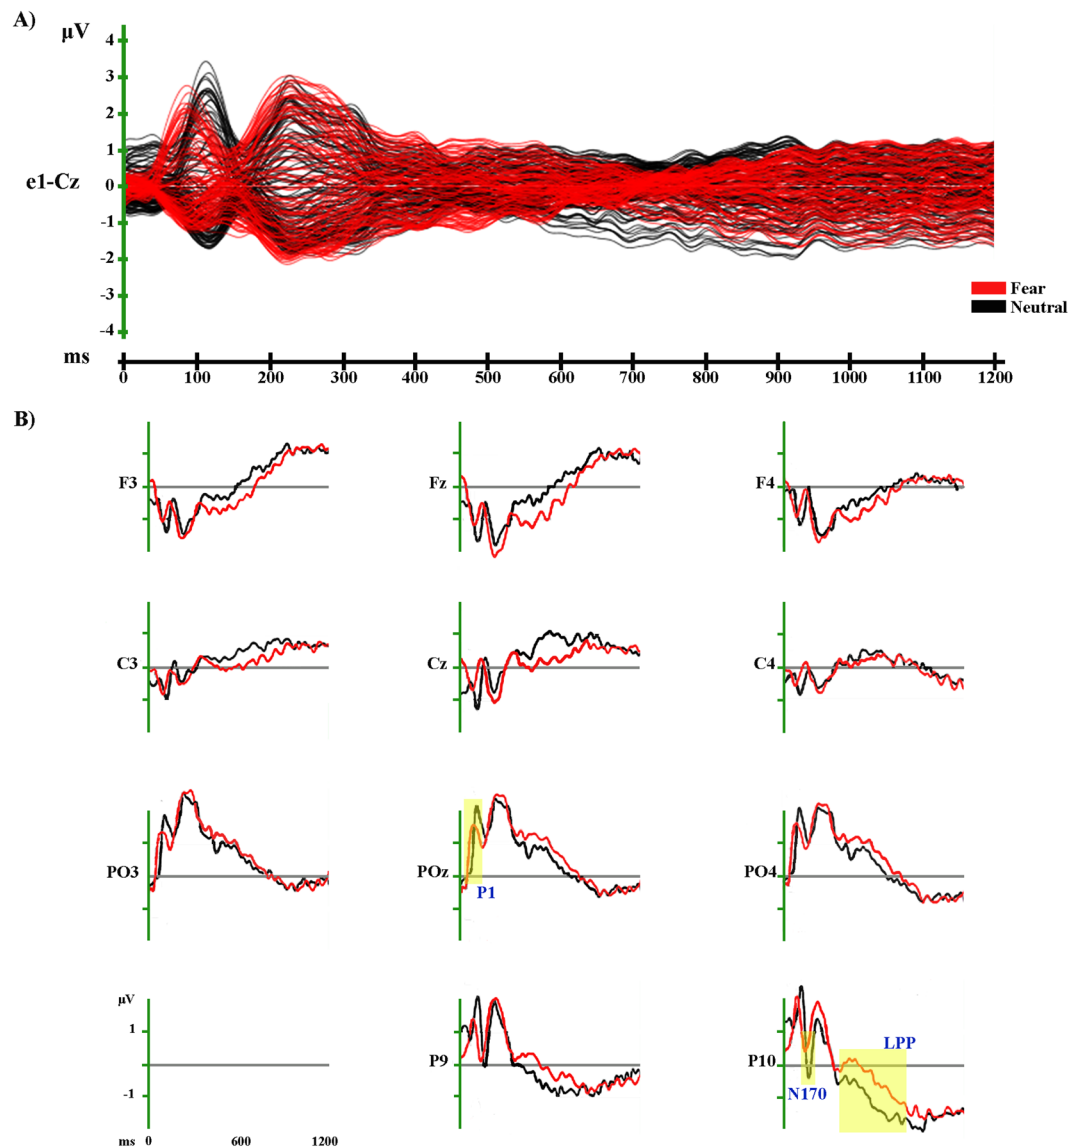 A)
μV
4
3
2
1
e1-Cz
0
-1
-2
-3
-4
Fear
Neutral
ms
0 100 200 300 400 500 600 700 800 900 1000 1100 1200
B)
F3 Fz F4
C3 Cz C4
PO3 POz PO4
P1
μV
1
-1
ms 0 600 1200
P9
P10
LPP
N170